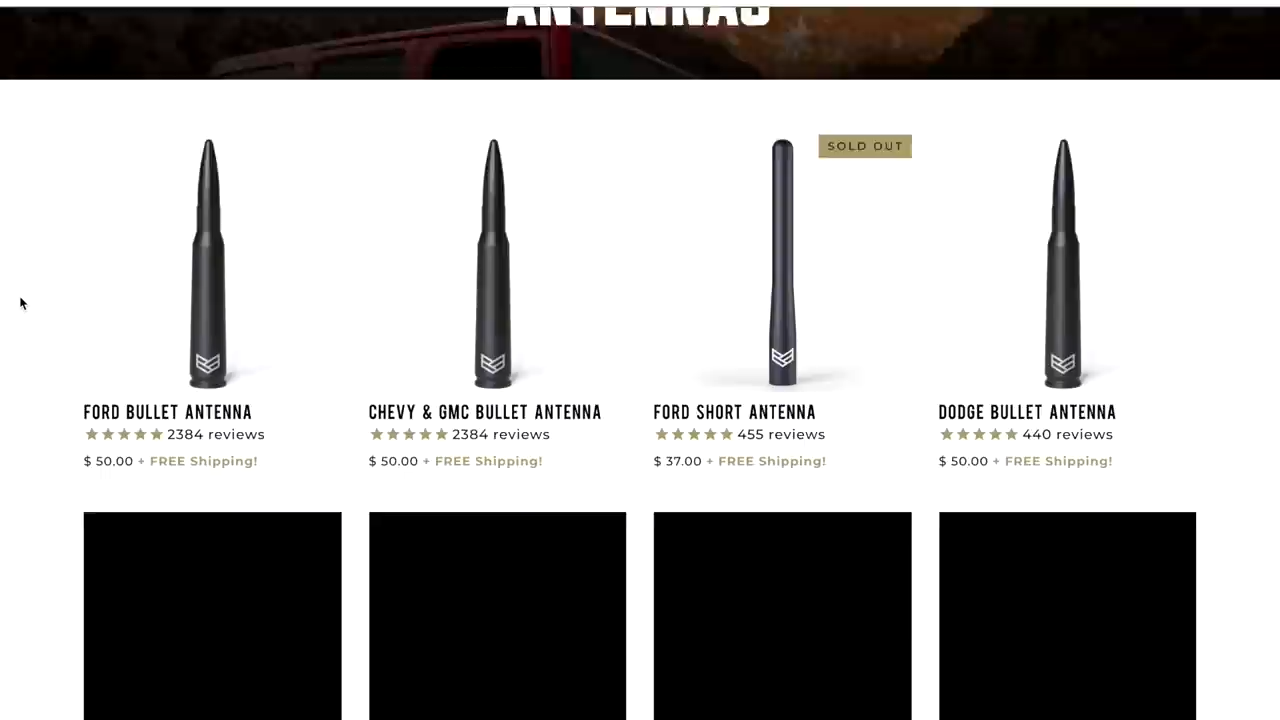 ANTENNAS
SOLD OUT
FORD BULLET ANTENNA
2384 reviews
$ 50.00 + FREE Shipping!
CHEVY & GMC BULLET ANTENNA
2384 reviews
$ 50.00 + FREE Shipping!
FORD SHORT ANTENNA
455 reviews
$ 37.00 + FREE Shipping!
DODGE BULLET ANTENNA
440 reviews
$ 50.00 + FREE Shipping!